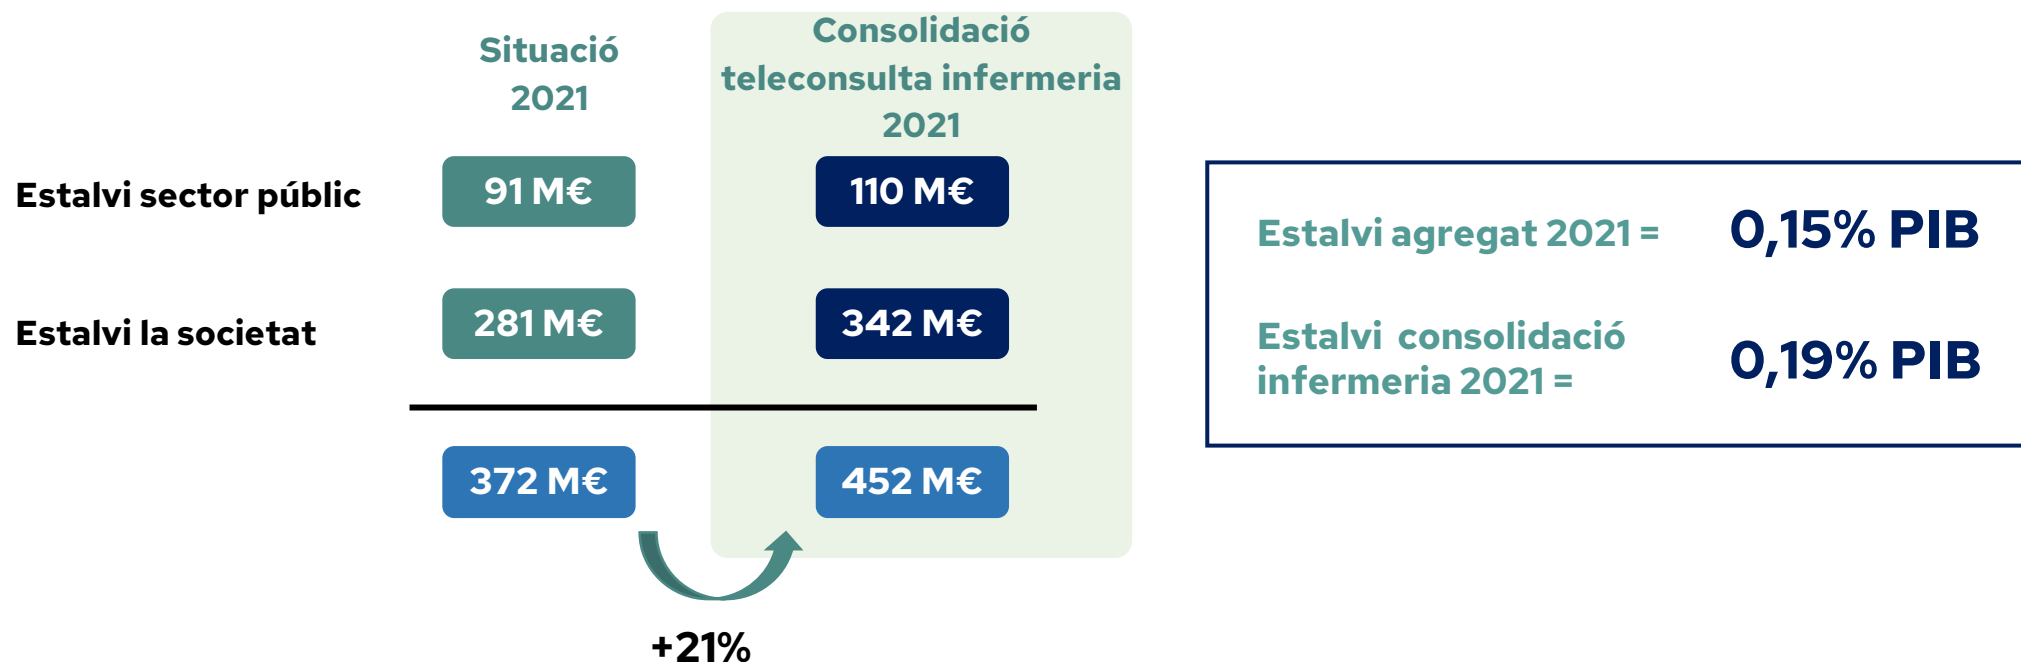 Situació
2021
Consolidació
teleconsulta infermeria
2021
Estalvi sector públic
91 M€
110 M€
Estalvi la societat
281 M€
342 M€
372 M€
452 M€
+21%
Estalvi agregat 2021 =
0,15% PIB
Estalvi consolidació
infermeria 2021 =
0,19% PIB